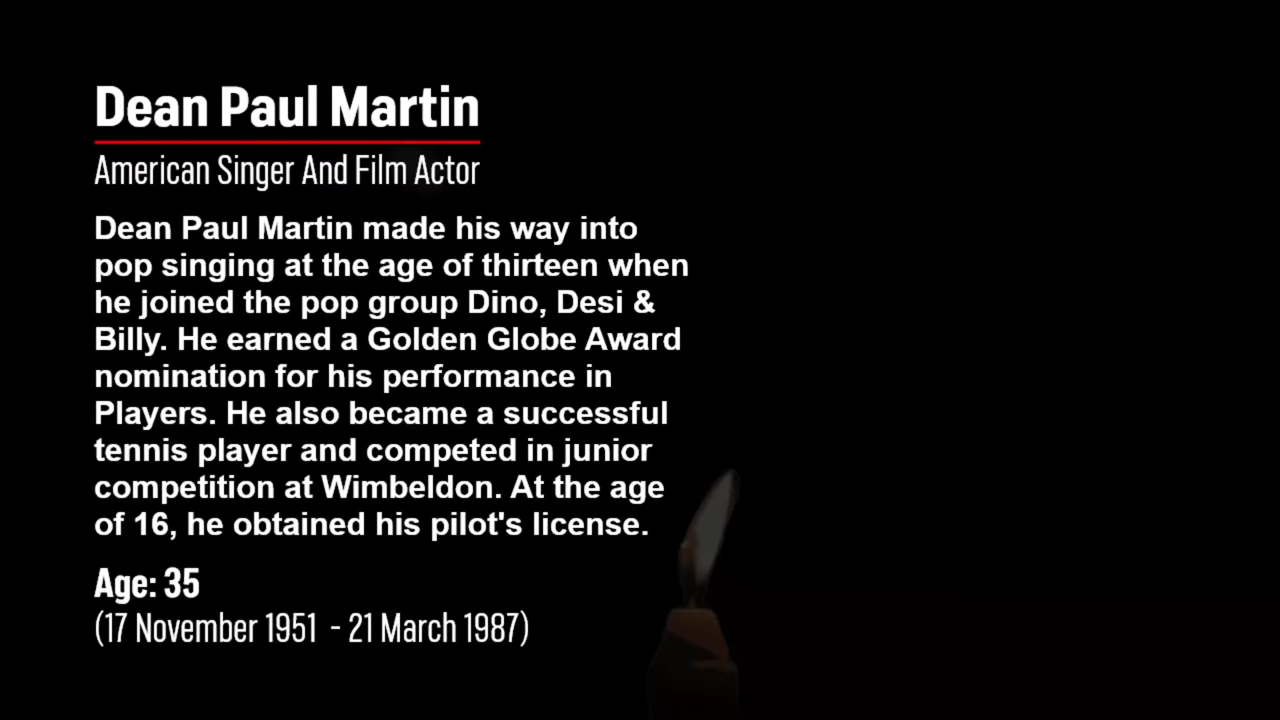 Dean Paul Martin
American Singer And Film Actor
Dean Paul Martin made his way into
pop singing at the age of thirteen when
he joined the pop group Dino, Desi &
Billy. He earned a Golden Globe Award
nomination for his performance in
Players. He also became a successful
tennis player and competed in junior
competition at Wimbeldon. At the age
of 16, he obtained his pilot's license.
Age: 35
(17 November 1951 - 21 March 1987)